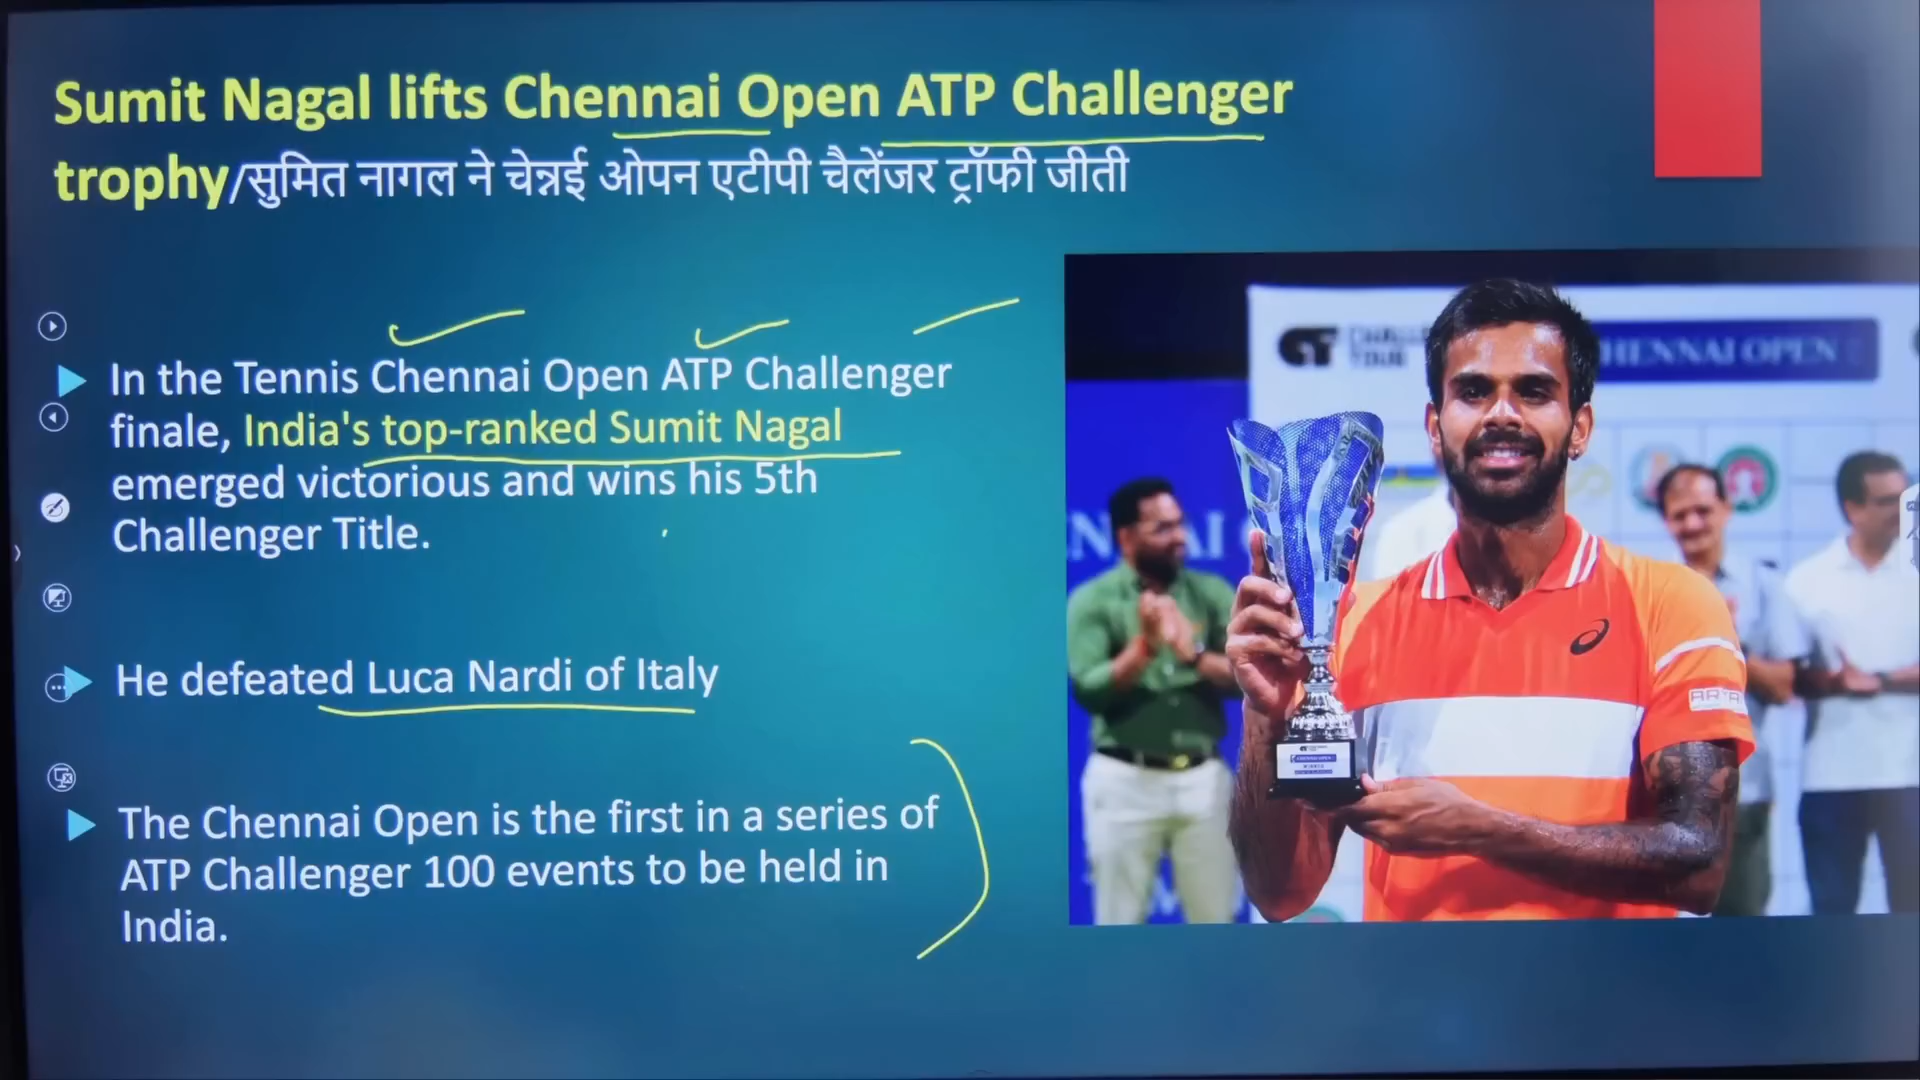 Sumit Nagal lifts Chennai Open ATP Challenger
trophy/सुमित नागल ने चेन्नई ओपन एटीपी चैलेंजर ट्रॉफी जीती
In the Tennis Chennai Open ATP Challenger
finale, India's top-ranked Sumit Nagal
emerged victorious and wins his 5th
Challenger Title.
He defeated Luca Nardi of Italy
The Chennai Open is the first in a series of
ATP Challenger 100 events to be held in
India.
HENNAI OPEN